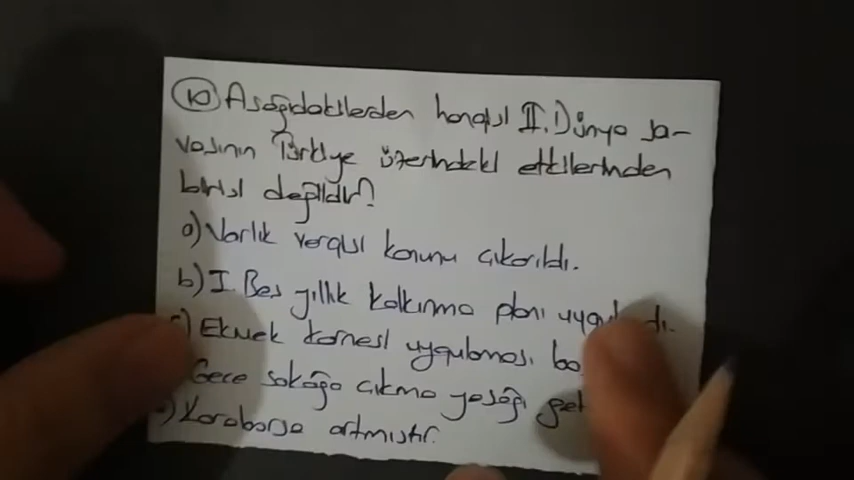 10 Aşağıdakilerden hangisi II. Dünya Sa-
vaşının Türkiye üzerindeki etkilerinden
birisi değildir?
a) Varlık vergisi kanunu çıkarıldı.
b) I. Beş yıllık kalkınma planı
c) Ekmek karnesi uygulaması
Gece sokağa çıkma yasağı
Karaborsa artmıştır.